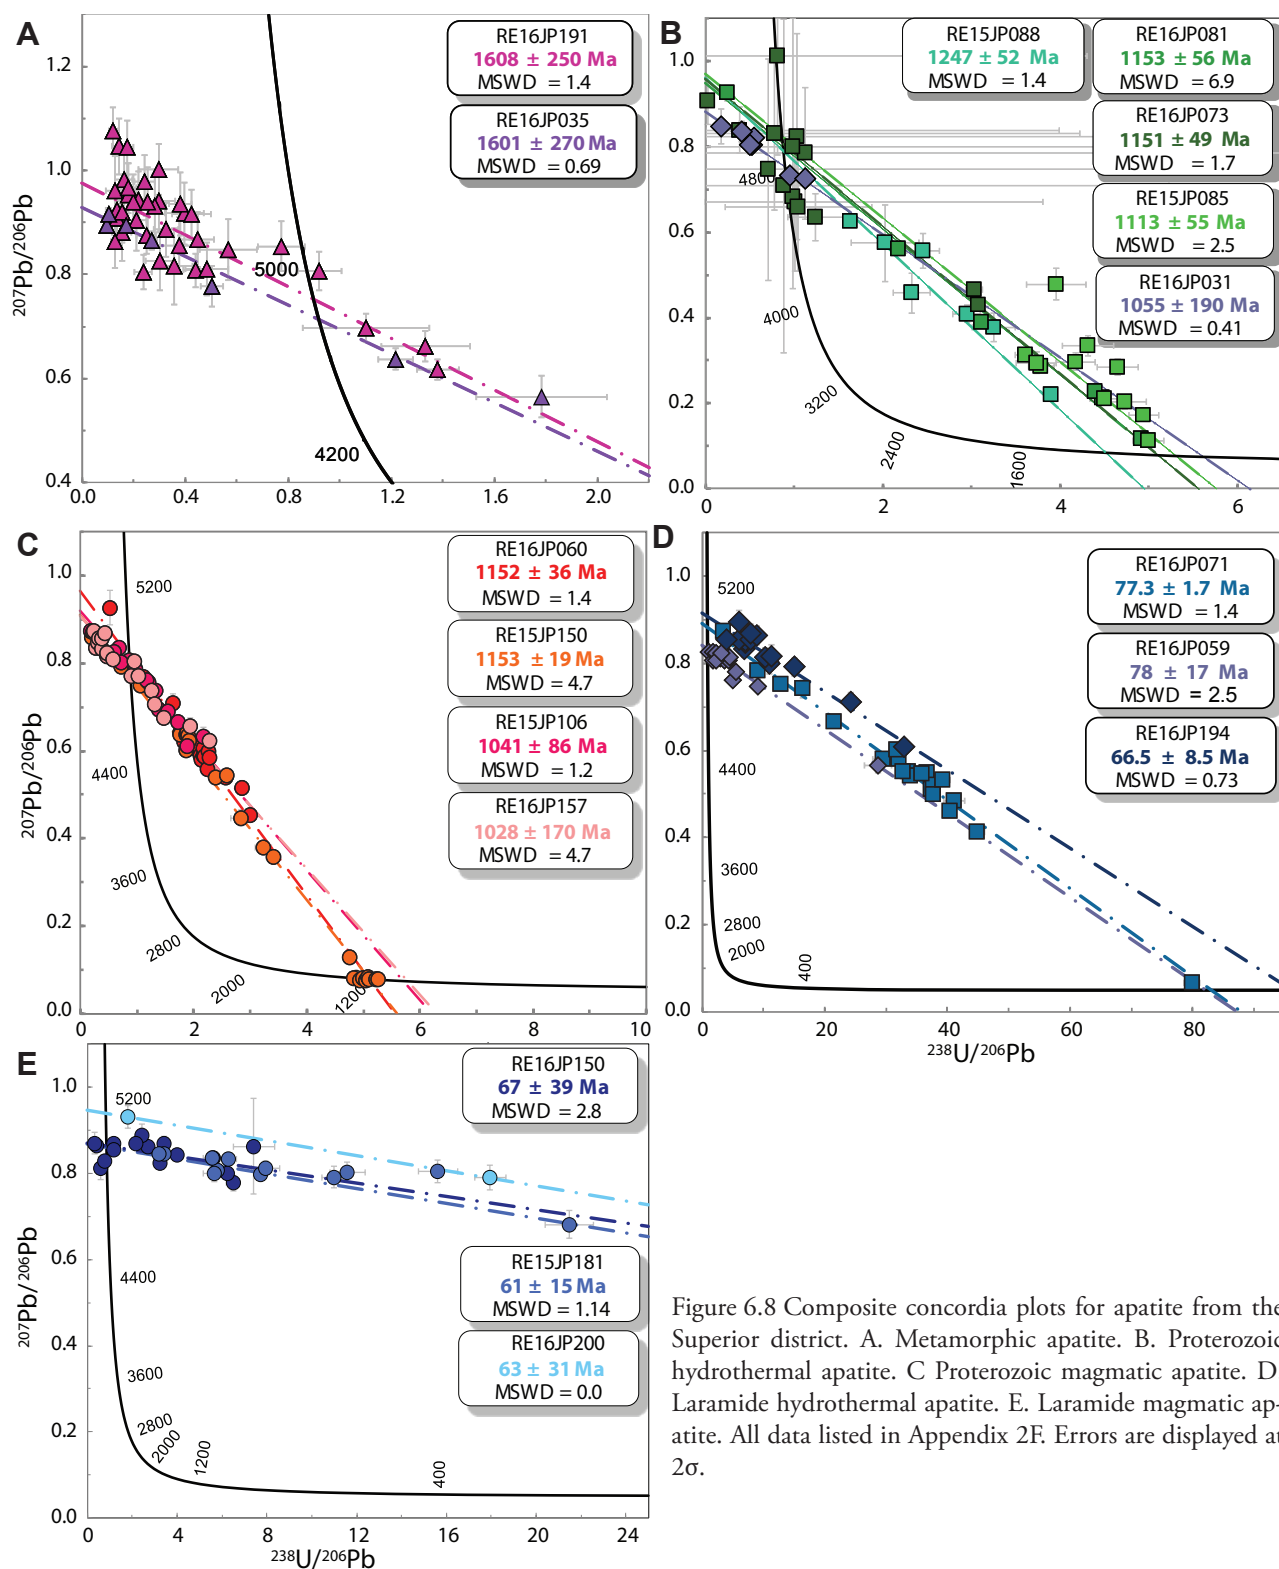 A
RE16JP191
1608 ± 250 Ma
MSWD = 1.4
RE16JP035
1601 ± 270 Ma
MSWD = 0.69
1.2
1.0
0.8
0.6
0.4
207Pb/206Pb
5000
4200
0.0 0.4 0.8 1.2 1.6 2.0
B
RE15JP088
1247 ± 52 Ma
MSWD = 1.4
RE16JP081
1153 ± 56 Ma
MSWD = 6.9
RE16JP073
1151 ± 49 Ma
MSWD = 1.7
RE15JP085
1113 ± 55 Ma
MSWD = 2.5
RE16JP031
1055 ± 190 Ma
MSWD = 0.41
1.0
0.8
0.6
0.4
0.2
0.0
4800
4000
3200
2400
1600
0 2 4 6
C
RE16JP060
1152 ± 36 Ma
MSWD = 1.4
RE15JP150
1153 ± 19 Ma
MSWD = 4.7
RE15JP106
1041 ± 86 Ma
MSWD = 1.2
RE16JP157
1028 ± 170 Ma
MSWD = 4.7
1.0
0.8
0.6
0.4
0.2
0.0
207Pb/206Pb
5200
4400
3600
2800
2000
1200
0 2 4 6 8 10
D
RE16JP071
77.3 ± 1.7 Ma
MSWD = 1.4
RE16JP059
78 ± 17 Ma
MSWD = 2.5
RE16JP194
66.5 ± 8.5 Ma
MSWD = 0.73
1.0
0.8
0.6
0.4
0.2
0.0
5200
4400
3600
2800
2000
400
0 20 40 60 80
238U/206Pb
E
RE16JP150
67 ± 39 Ma
MSWD = 2.8
RE15JP181
61 ± 15 Ma
MSWD = 1.14
RE16JP200
63 ± 31 Ma
MSWD = 0.0
1.0
0.8
0.6
0.4
0.2
0.0
207Pb/206Pb
5200
4400
3600
2800
2000
1200
400
0 4 8 12 16 20 24
238U/206Pb
Figure 6.8 Composite concordia plots for apatite from the
Superior district. A. Metamorphic apatite. B. Proterozoic
hydrothermal apatite. C Proterozoic magmatic apatite. D
Laramide hydrothermal apatite. E. Laramide magmatic ap-
atite. All data listed in Appendix 2F. Errors are displayed at
2σ.